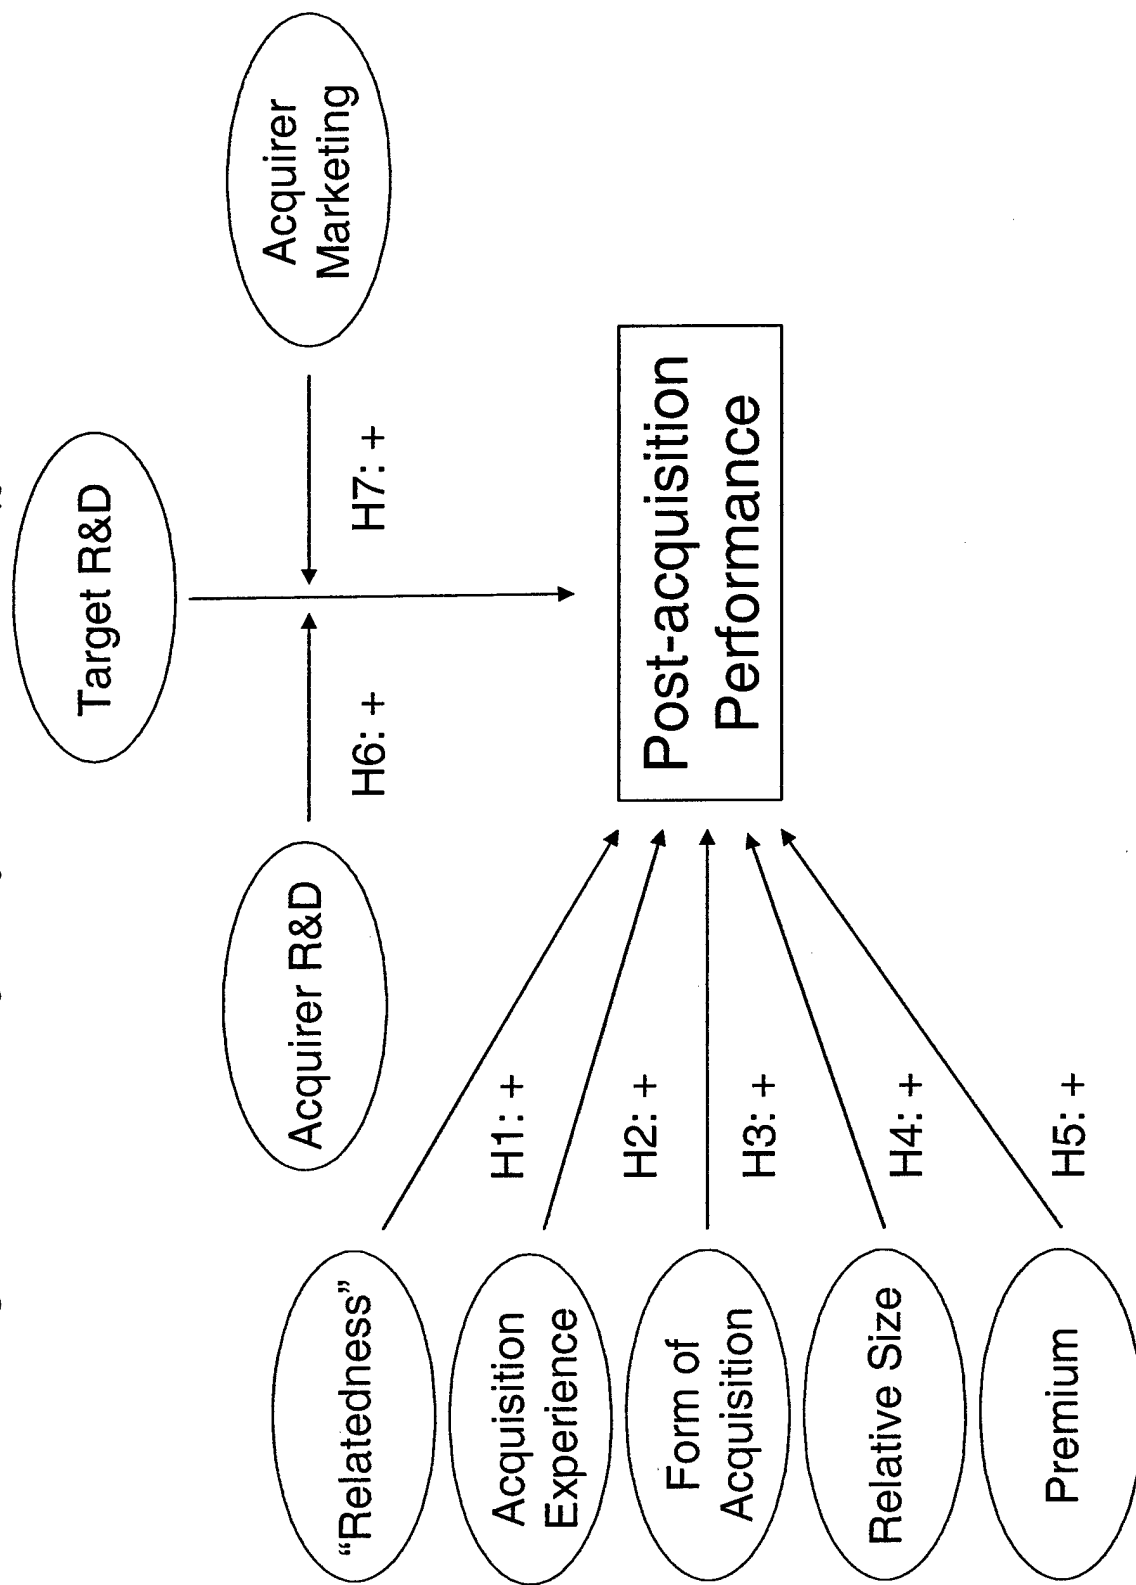 Target R&D
Acquirer R&D
Acquirer
Marketing
H6: +
H7: +
“Relatedness”
Acquisition
Experience
Form of
Acquisition
Relative Size
Premium
H1: +
H2: +
H3: +
H4: +
H5: +
Post-acquisition
Performance